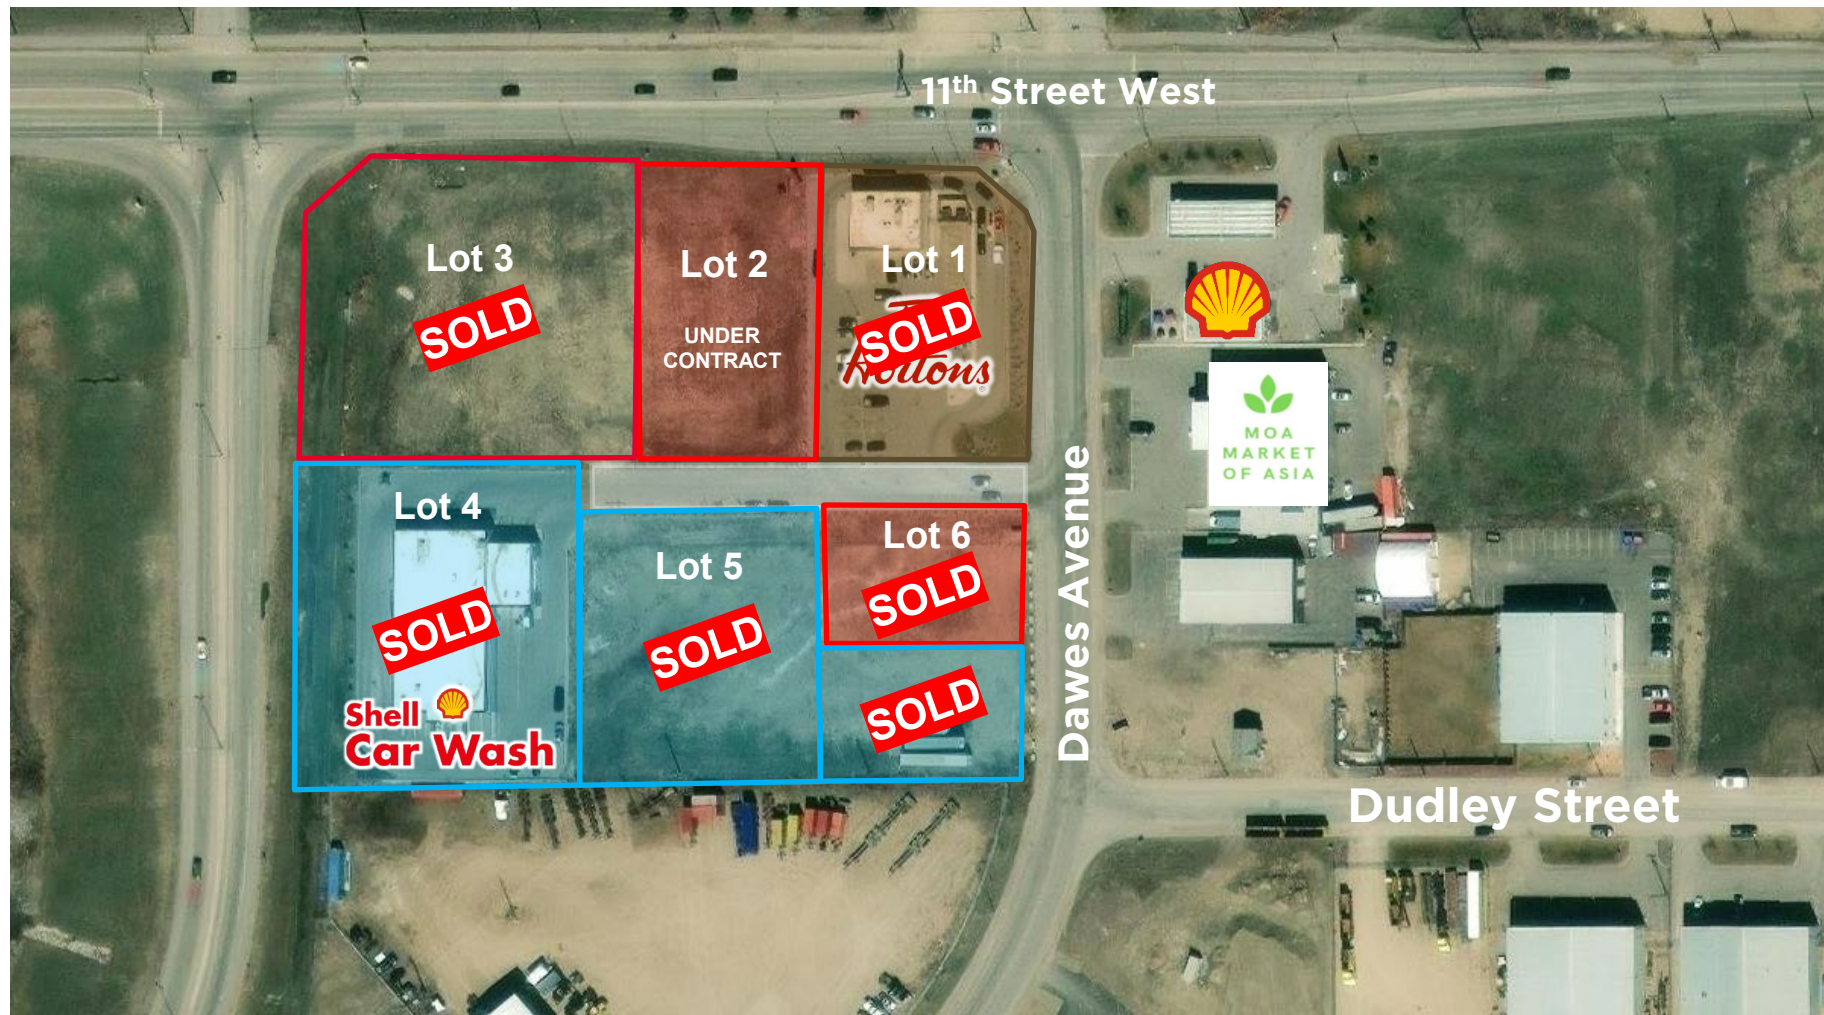 11th Street West
Lot 3
SOLD
Lot 2
UNDER
CONTRACT
Lot 1
SOLD
Hortons
MOA
MARKET
OF ASIA
Lot 4
SOLD
Shell
Car Wash
Lot 5
SOLD
Lot 6
SOLD
SOLD
Dawes Avenue
Dudley Street